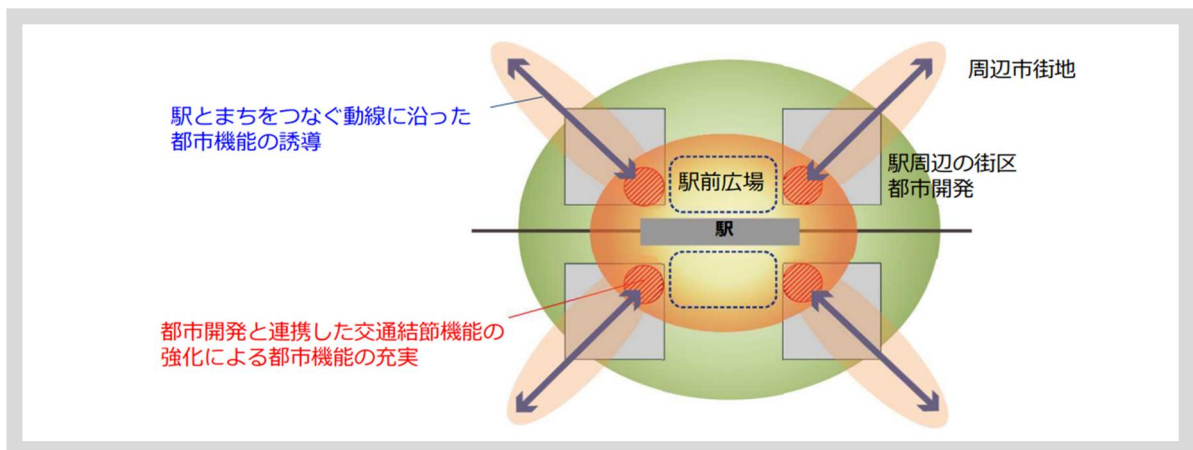 周辺市街地
駅とまちをつなぐ動線に沿った
都市機能の誘導
駅周辺の街区
都市開発
駅前広場
駅
都市開発と連携した交通結節機能の
強化による都市機能の充実